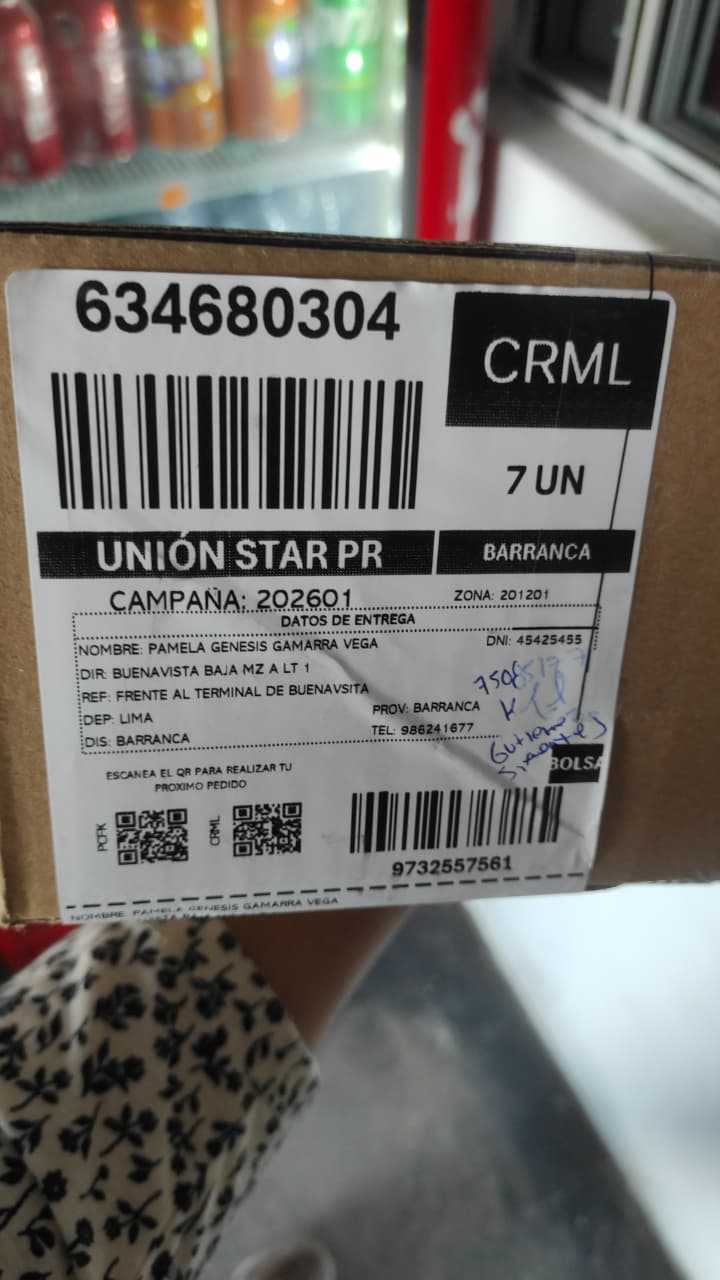 634680304
CRML
7 UN
UNIÓN STAR PR
BARRANCA
CAMPAÑA: 202601
ZONA: 201201
DATOS DE ENTREGA
NOMBRE: PAMELA GENESIS GAMARRA VEGA
DNI: 45425455
DIR: BUENAVISTA BAJA MZ A LT 1
REF: FRENTE AL TERMINAL DE BUENAVSITA
DEP: LIMA
PROV: BARRANCA
DIS: BARRANCA
TEL: 986241677
BOLSA
ESCANEA EL QR PARA REALIZAR TU
PROXIMO PEDIDO
PCFK
CRML
9732557561
NOMBRE: PAMELA GENESIS GAMARRA VEGA